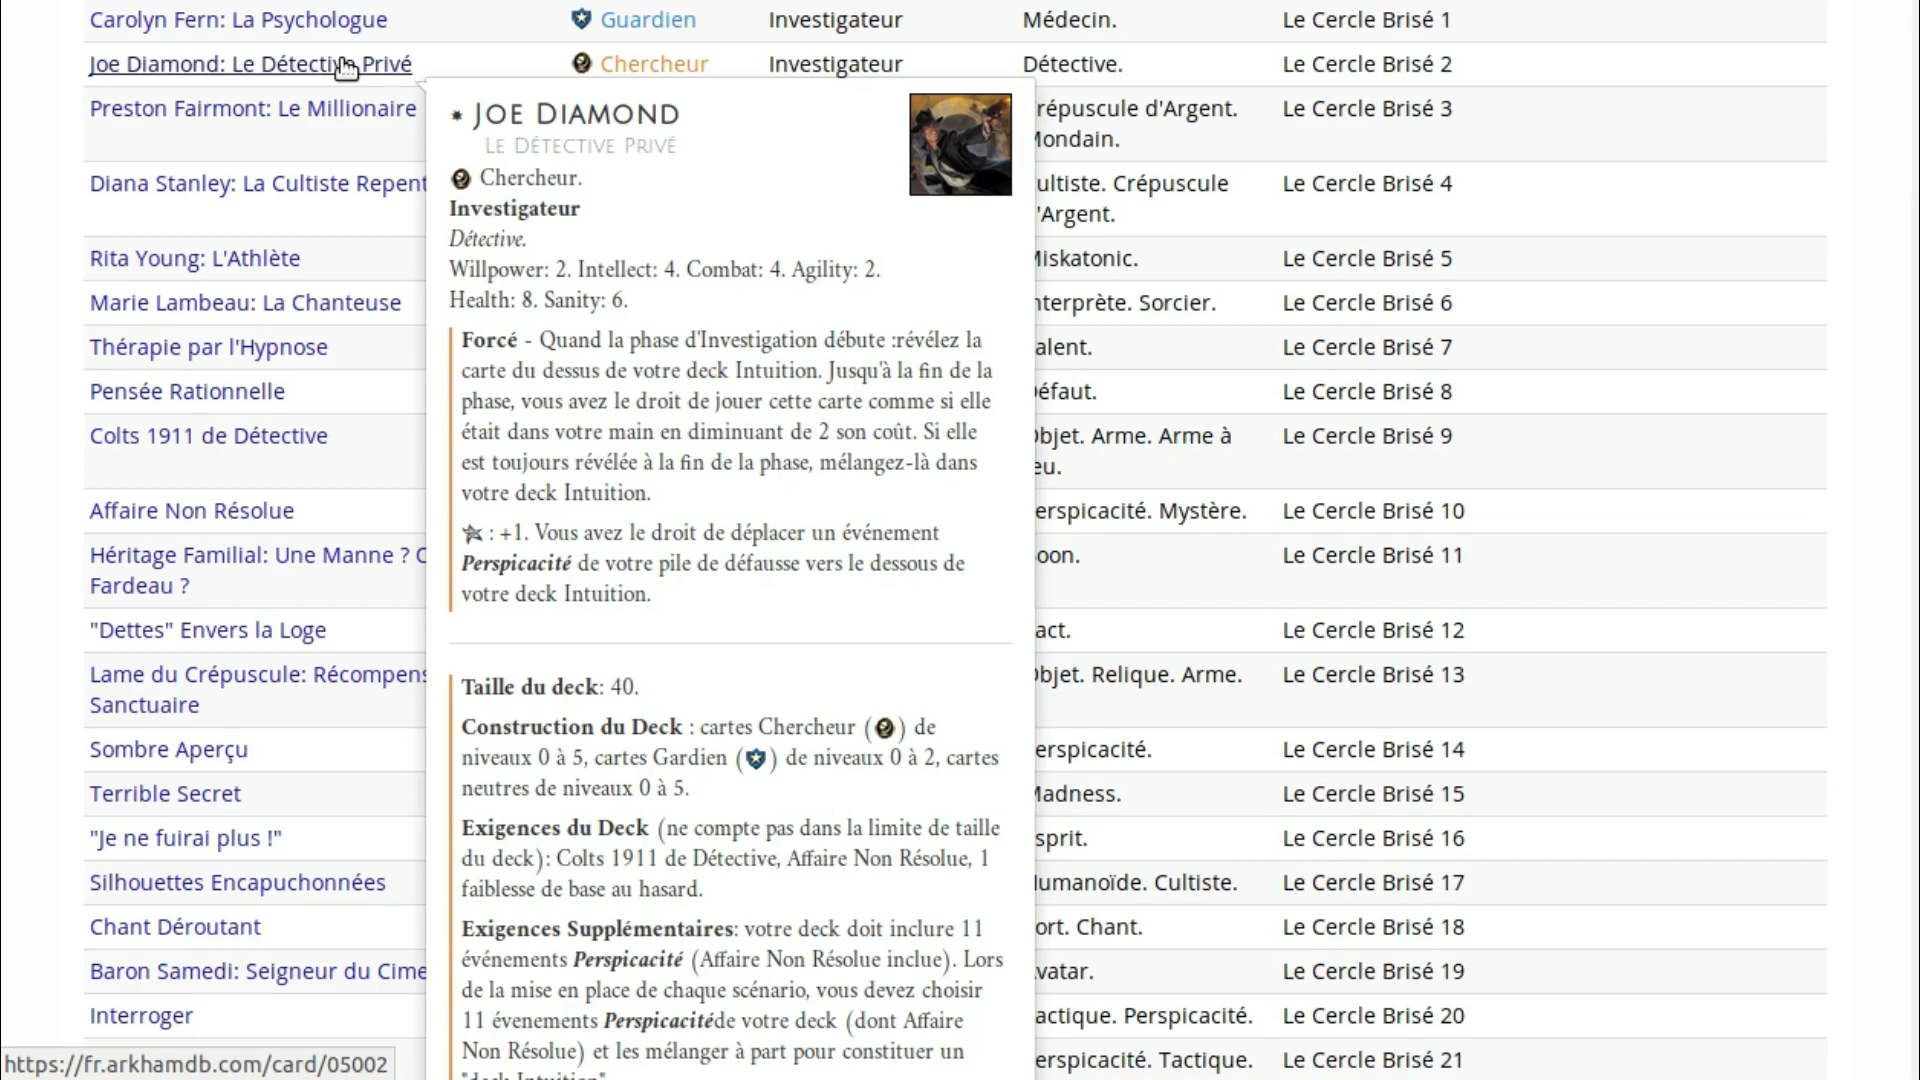 Carolyn Fern: La Psychologue Guardien Investigateur Médecin. Le Cercle Brisé 1
Joe Diamond: Le Détective Privé Chercheur Investigateur Détective. Le Cercle Brisé 2
Preston Fairmont: Le Millionaire répuscule d'Argent. Le Cercle Brisé 3
Mondain.
Diana Stanley: La Cultiste Repent ultiste. Crépuscule Le Cercle Brisé 4
'Argent.
Rita Young: L'Athlète Miskatonic. Le Cercle Brisé 5
Marie Lambeau: La Chanteuse nterprète. Sorcier. Le Cercle Brisé 6
Thérapie par l'Hypnose alent. Le Cercle Brisé 7
Pensée Rationnelle Défaut. Le Cercle Brisé 8
Colts 1911 de Détective Objet. Arme. Arme à Le Cercle Brisé 9
eu.
Affaire Non Résolue erspicacité. Mystère. Le Cercle Brisé 10
Héritage Familial: Une Manne ? O oon. Le Cercle Brisé 11
Fardeau ?
"Dettes" Envers la Loge act. Le Cercle Brisé 12
Lame du Crépuscule: Récompens Objet. Relique. Arme. Le Cercle Brisé 13
Sanctuaire
Sombre Aperçu erspicacité. Le Cercle Brisé 14
Terrible Secret Madness. Le Cercle Brisé 15
"Je ne fuirai plus !" sprit. Le Cercle Brisé 16
Silhouettes Encapuchonnées Humanoïde. Cultiste. Le Cercle Brisé 17
Chant Déroutant ort. Chant. Le Cercle Brisé 18
Baron Samedi: Seigneur du Cime vatar. Le Cercle Brisé 19
Interroger actique. Perspicacité. Le Cercle Brisé 20
erspicacité. Tactique. Le Cercle Brisé 21
JOE DIAMOND
LE DÉTECTIVE PRIVÉ
Chercheur.
Investigateur
Détective.
Willpower: 2. Intellect: 4. Combat: 4. Agility: 2.
Health: 8. Sanity: 6.
Forcé - Quand la phase d'Investigation débute :révélez la
carte du dessus de votre deck Intuition. Jusqu'à la fin de la
phase, vous avez le droit de jouer cette carte comme si elle
était dans votre main en diminuant de 2 son coût. Si elle
est toujours révélée à la fin de la phase, mélangez-là dans
votre deck Intuition.
: +1. Vous avez le droit de déplacer un événement
Perspicacité de votre pile de défausse vers le dessous de
votre deck Intuition.
Taille du deck: 40.
Construction du Deck : cartes Chercheur () de
niveaux 0 à 5, cartes Gardien () de niveaux 0 à 2, cartes
neutres de niveaux 0 à 5.
Exigences du Deck (ne compte pas dans la limite de taille
du deck): Colts 1911 de Détective, Affaire Non Résolue, 1
faiblesse de base au hasard.
Exigences Supplémentaires: votre deck doit inclure 11
événements Perspicacité (Affaire Non Résolue inclue). Lors
de la mise en place de chaque scénario, vous devez choisir
11 évenements Perspicacitéde votre deck (dont Affaire
Non Résolue) et les mélanger à part pour constituer un
"deck Intuition"
https://fr.arkhamdb.com/card/05002